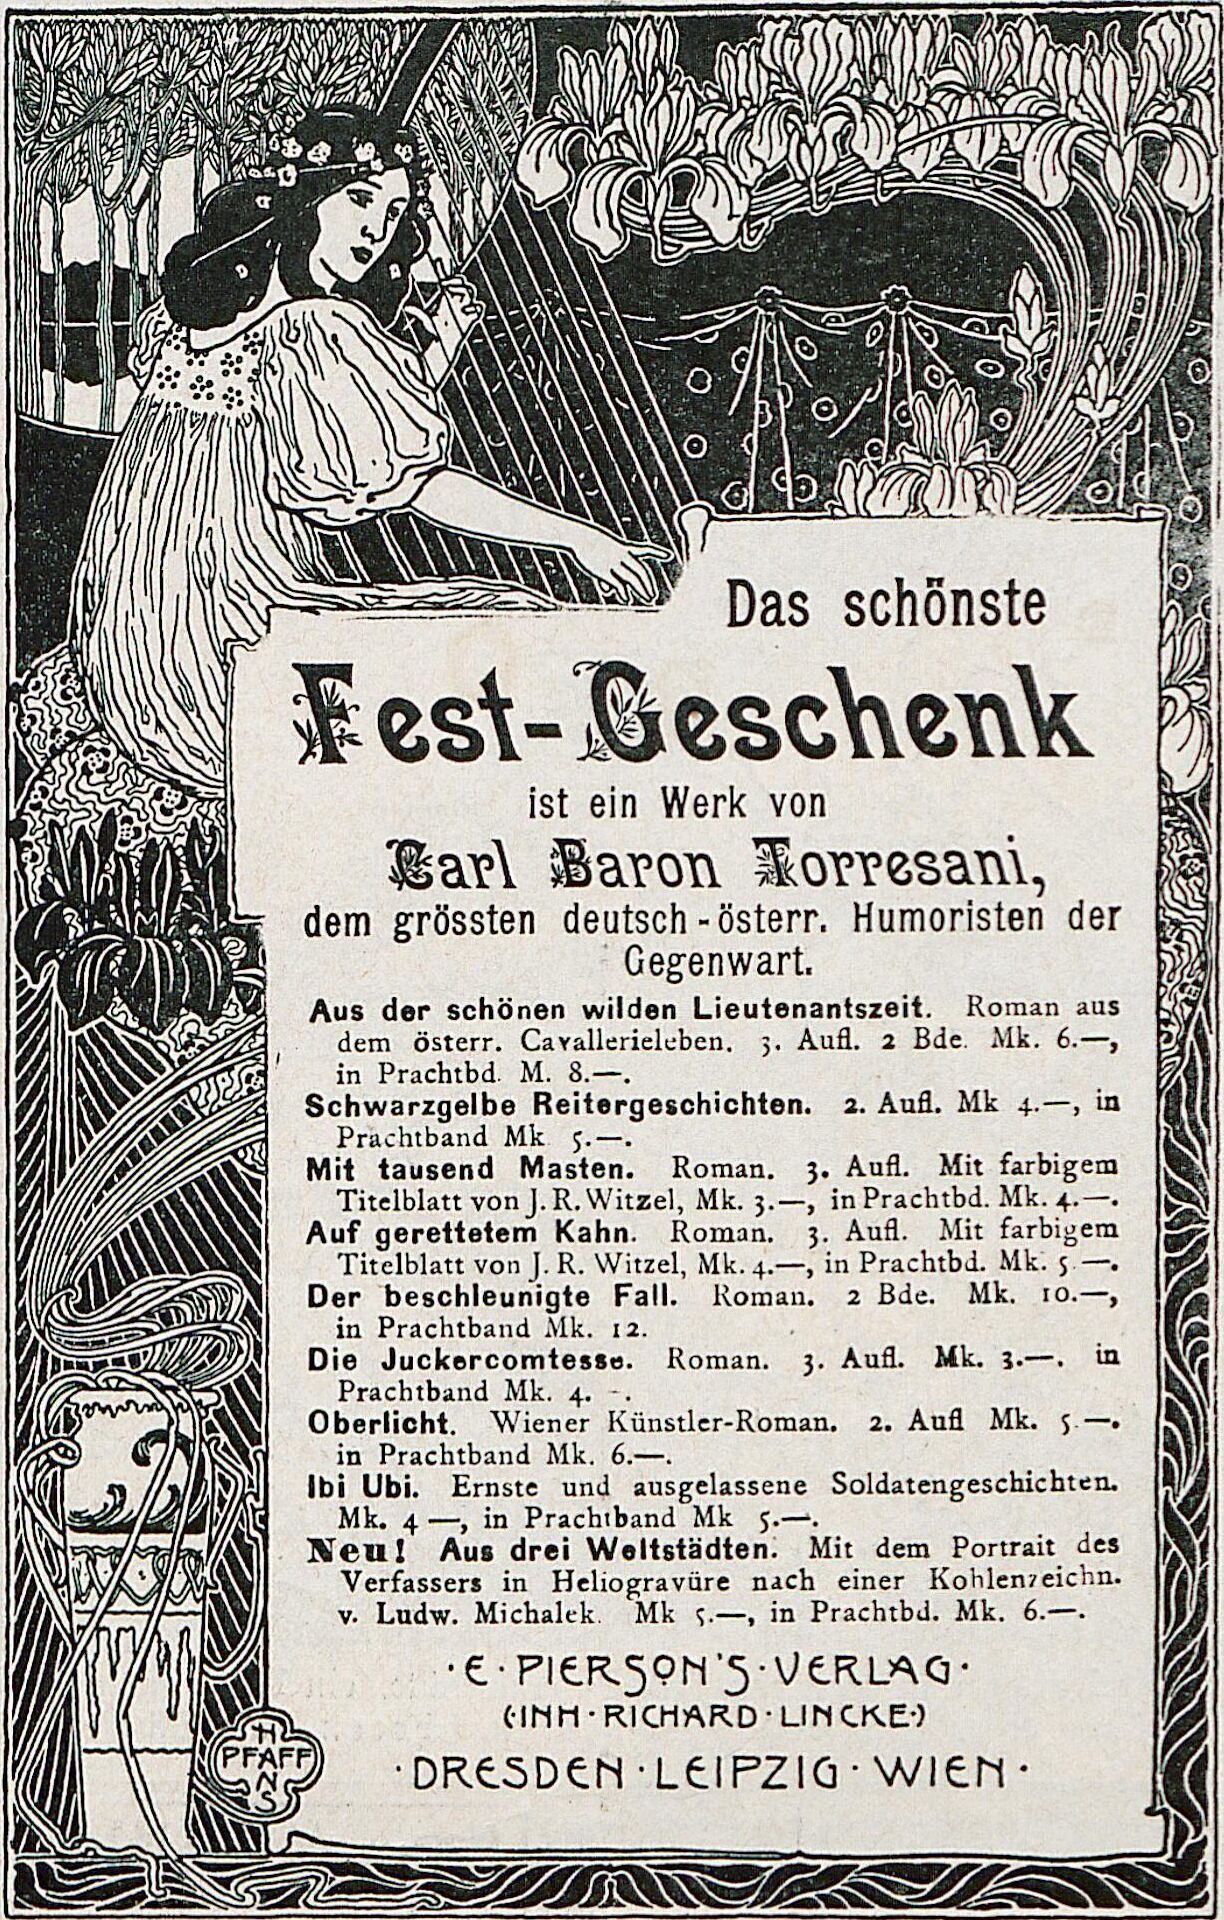 Das schönste
Fest-Geschenk
ist ein Werk von
Carl Baron Torresani,
dem grössten deutsch-österr. Humoristen der
Gegenwart.
Aus der schönen wilden Lieutenantszeit. Roman aus
dem österr. Cavallerieleben. 3. Aufl. 2 Bde. Mk. 6.—,
in Prachtbd. M. 8.—.
Schwarzgelbe Reitergeschichten. 2. Aufl. Mk 4.—, in
Prachtband Mk 5.—.
Mit tausend Masten. Roman. 3. Aufl. Mit farbigem
Titelblatt von J. R. Witzel, Mk. 3.—, in Prachtbd. Mk. 4.—.
Auf gerettetem Kahn. Roman. 3. Aufl. Mit farbigem
Titelblatt von J. R. Witzel, Mk. 4.—, in Prachtbd. Mk. 5 —.
Der beschleunigte Fall. Roman. 2 Bde. Mk. 10.—,
in Prachtband Mk. 12.
Die Juckercomtesse. Roman. 3. Aufl. Mk. 3.—. in
Prachtband Mk. 4. -.
Oberlicht. Wiener Künstler-Roman. 2. Aufl Mk. 5.—.
in Prachtband Mk. 6.—.
Ibi Ubi. Ernste und ausgelassene Soldatengeschichten.
Mk. 4 —, in Prachtband Mk 5.—.
Neu! Aus drei Weltstädten. Mit dem Portrait des
Verfassers in Heliogravüre nach einer Kohlenzeichn.
v. Ludw. Michalek. Mk 5.—, in Prachtbd. Mk. 6.—.
·E·PIERSON'S·VERLAG·
(·INH·RICHARD·LINCKE·)
·DRESDEN·LEIPZIG·WIEN·
HANS
PFAFF